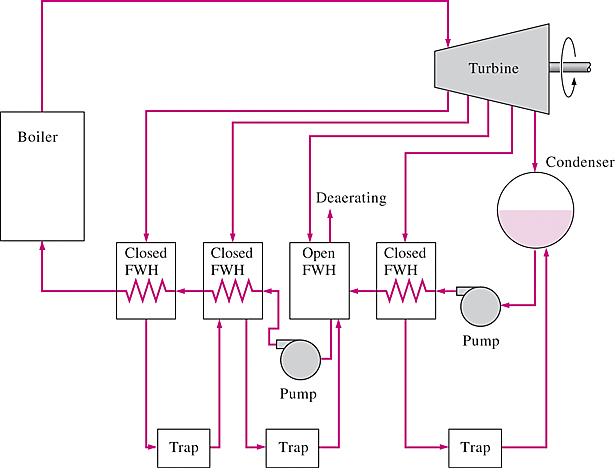 Turbine
Boiler
Condenser
Deaerating
Closed
FWH
Closed
FWH
Open
FWH
Closed
FWH
Pump
Pump
Trap
Trap
Trap